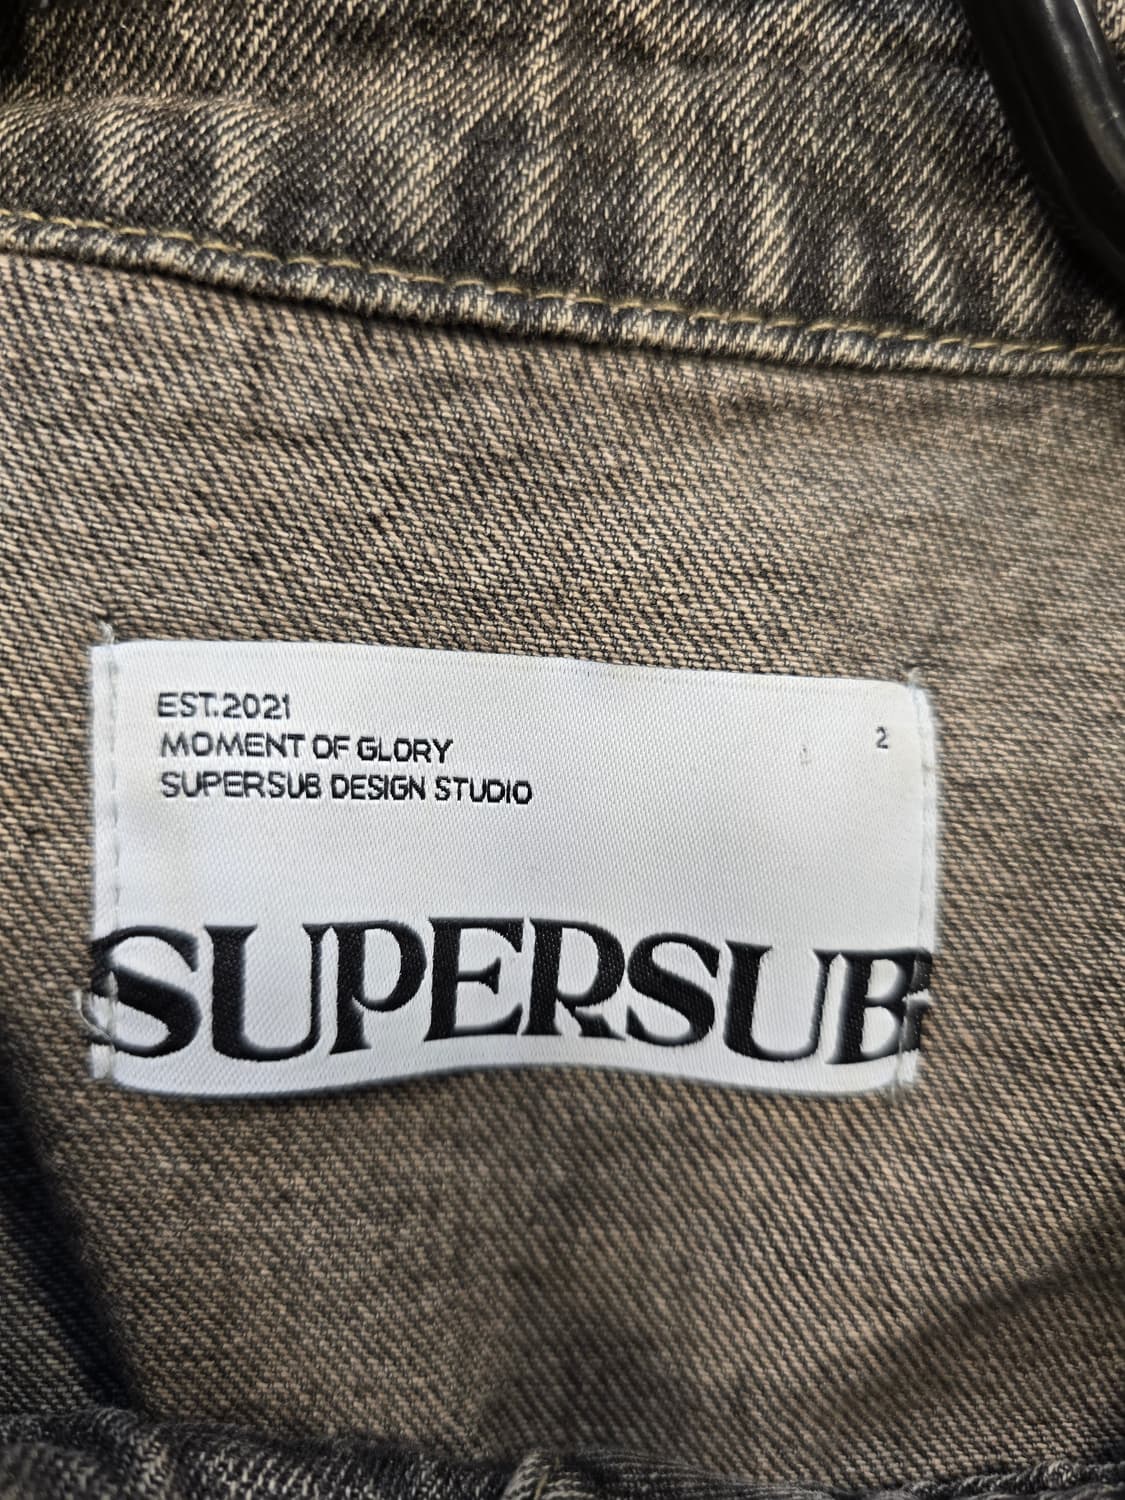 EST.2021
MOMENT OF GLORY
SUPERSUB DESIGN STUDIO
2
SUPERSUB